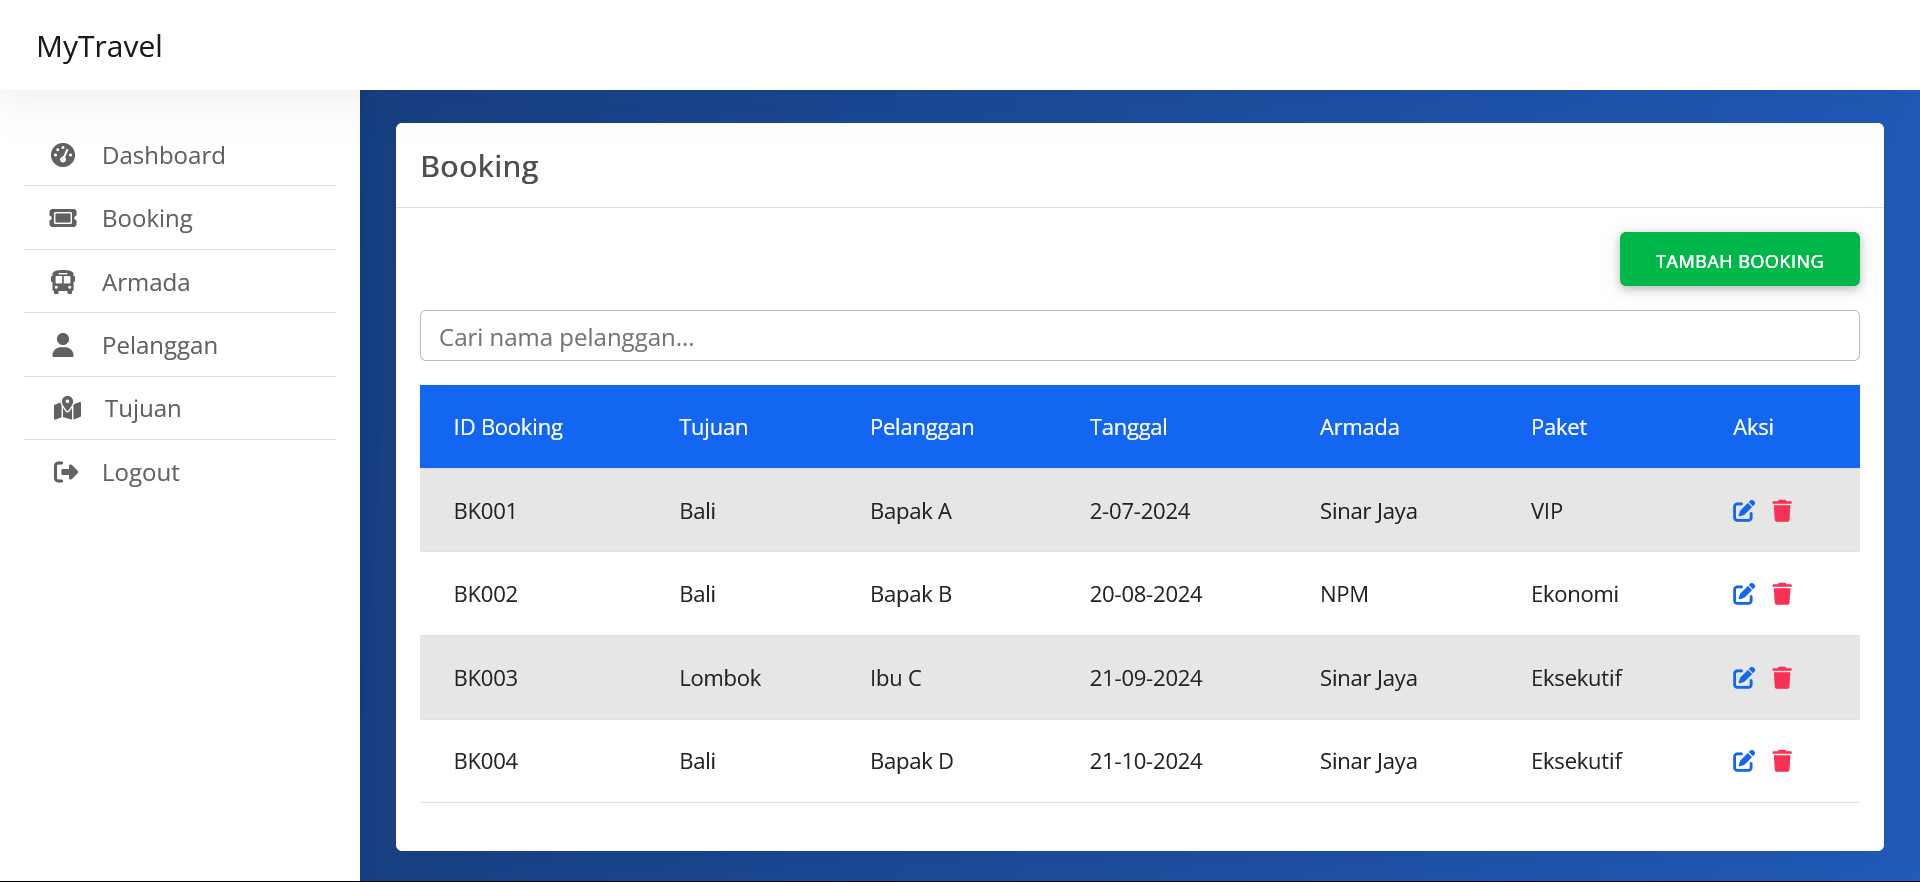 MyTravel
Dashboard
Booking
Armada
Pelanggan
Tujuan
Logout
Booking
TAMBAH BOOKING
Cari nama pelanggan...
ID Booking Tujuan Pelanggan Tanggal Armada Paket Aksi
BK001 Bali Bapak A 2-07-2024 Sinar Jaya VIP
BK002 Bali Bapak B 20-08-2024 NPM Ekonomi
BK003 Lombok Ibu C 21-09-2024 Sinar Jaya Eksekutif
BK004 Bali Bapak D 21-10-2024 Sinar Jaya Eksekutif